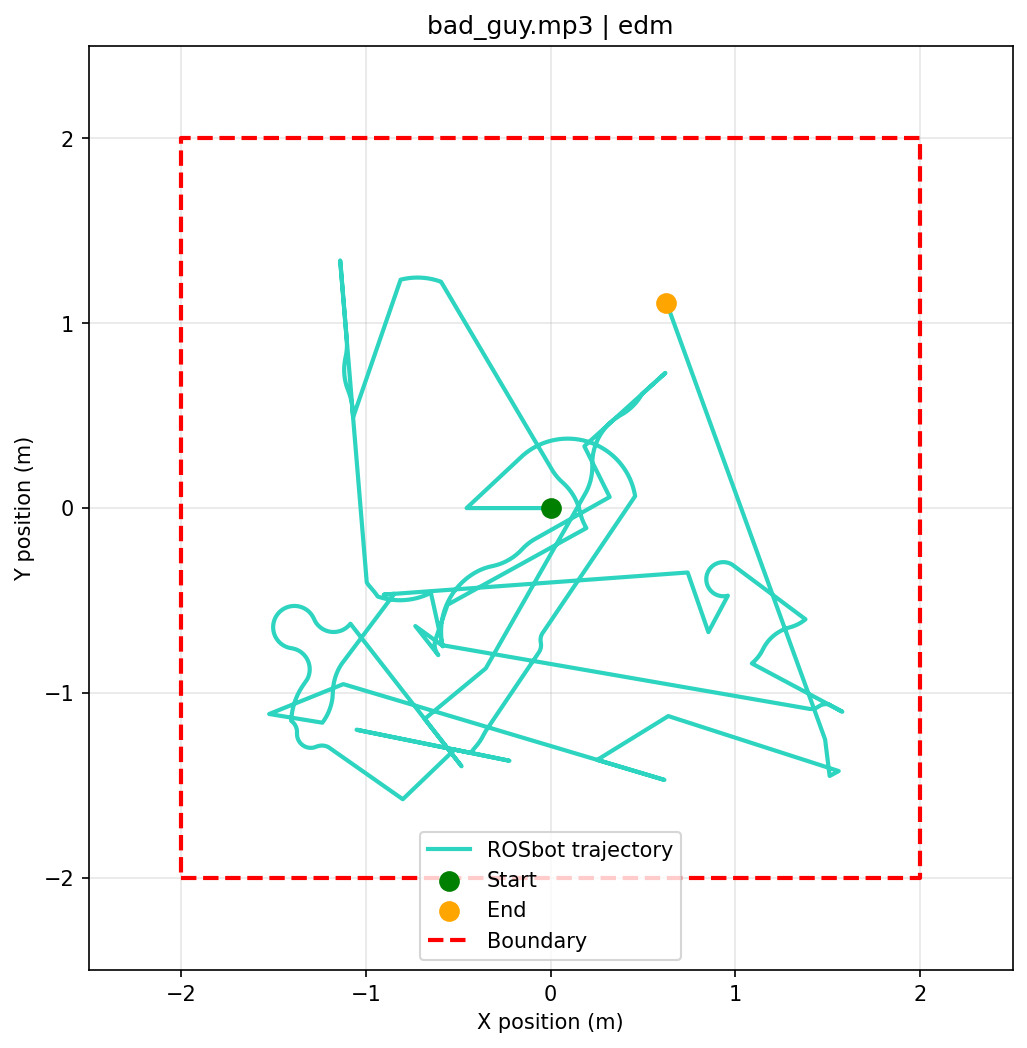 bad_guy.mp3 | edm
Y position (m)
2
1
0
−1
−2
−2
−1
0
1
2
X position (m)
ROSbot trajectory
Start
End
Boundary